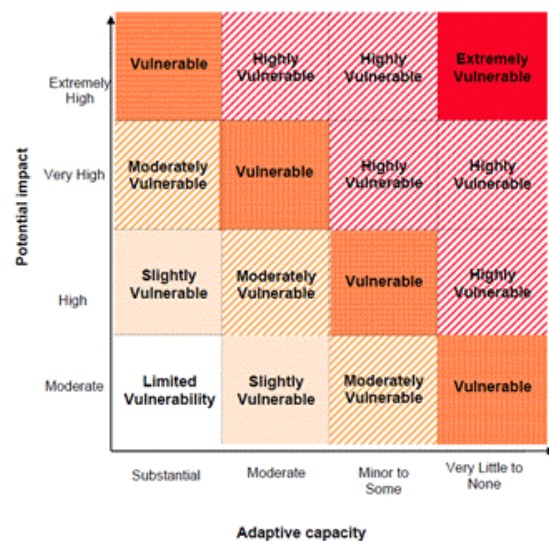 Potential impact
Extremely
High
Vulnerable
Highly
Vulnerable
Highly
Vulnerable
Extremely
Vulnerable
Very High
Moderately
Vulnerable
Vulnerable
Highly
Vulnerable
Highly
Vulnerable
High
Slightly
Vulnerable
Moderately
Vulnerable
Vulnerable
Highly
Vulnerable
Moderate
Limited
Vulnerability
Slightly
Vulnerable
Moderately
Vulnerable
Vulnerable
Substantial
Moderate
Minor to
Some
Very Little to
None
Adaptive capacity